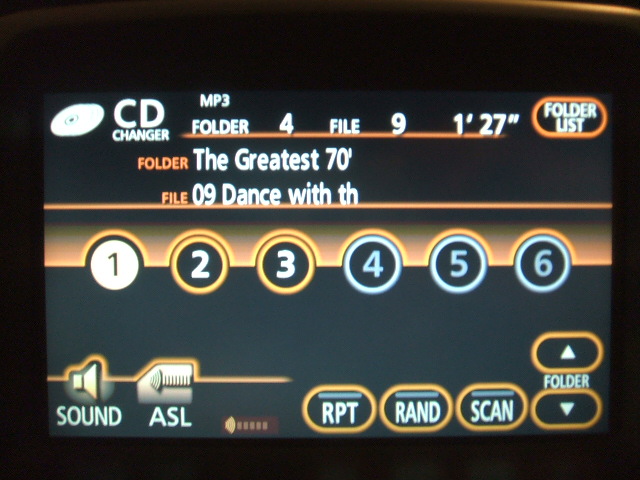 CD CHANGER
MP3
FOLDER 4 FILE 9 1' 27"
FOLDER LIST
FOLDER The Greatest 70'
FILE 09 Dance with th
1 2 3 4 5 6
FOLDER
SOUND ASL RPT RAND SCAN